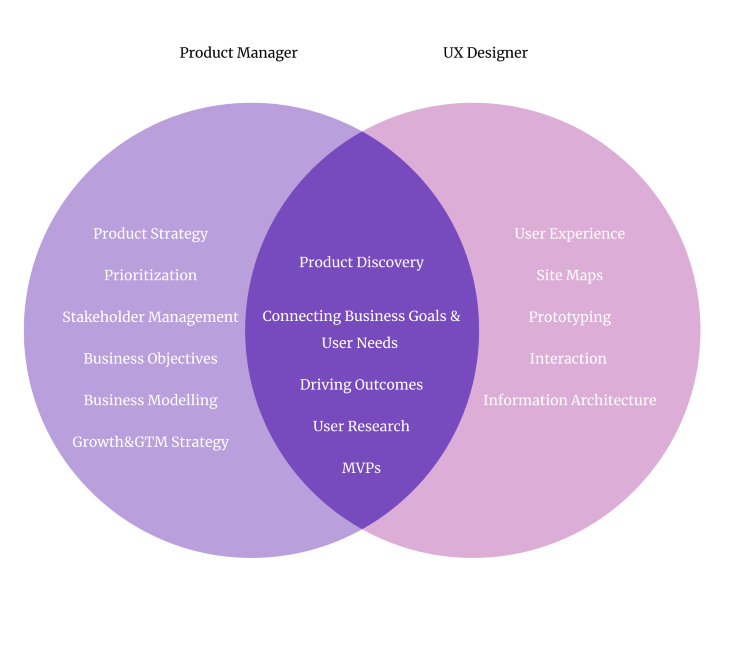 Product Manager
UX Designer
Product Strategy
Prioritization
Stakeholder Management
Business Objectives
Business Modelling
Growth&GTM Strategy
Product Discovery
Connecting Business Goals &
User Needs
Driving Outcomes
User Research
MVPs
User Experience
Site Maps
Prototyping
Interaction
Information Architecture